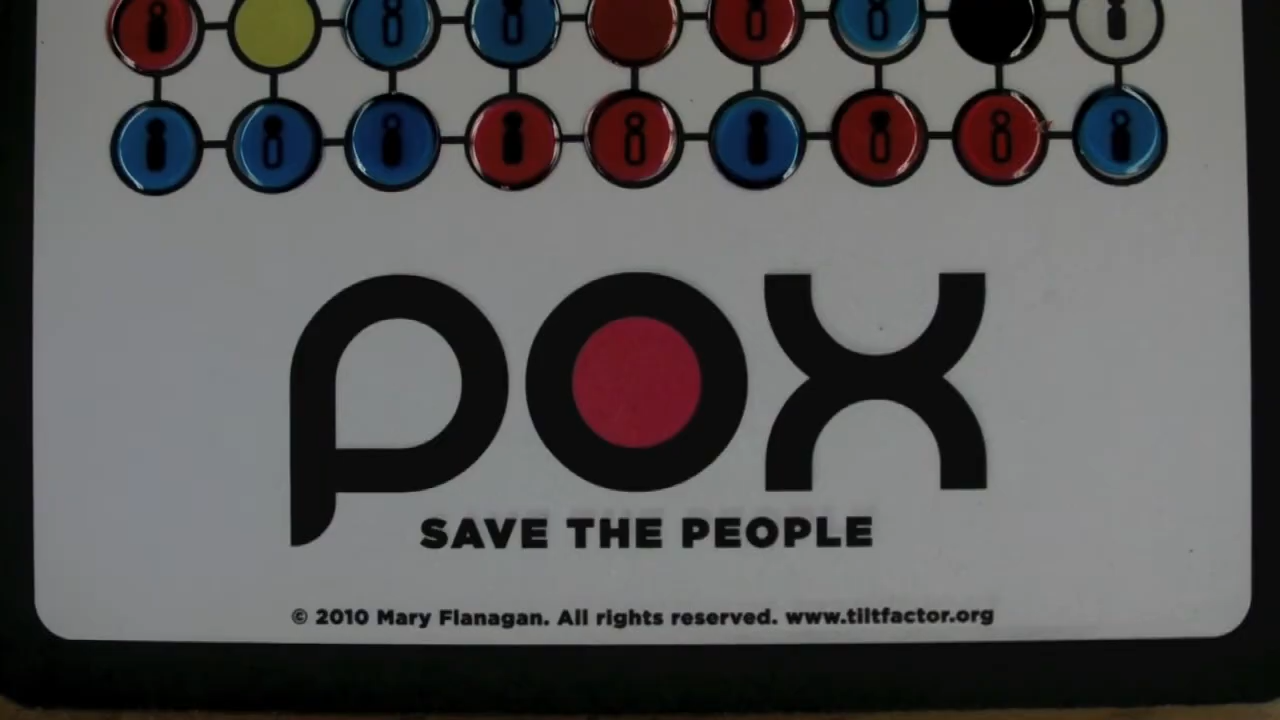 POX
SAVE THE PEOPLE
© 2010 Mary Flanagan. All rights reserved. www.tiltfactor.org